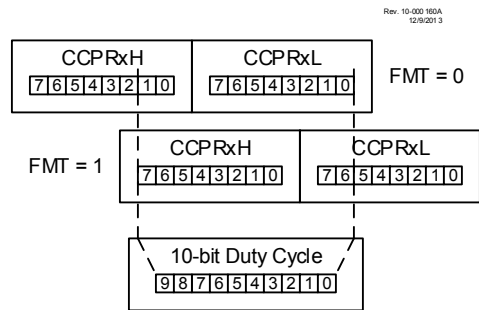 Rev. 10-000 160A
12/9/2013
CCPRxH CCPRxL
7 6 5 4 3 2 1 0 7 6 5 4 3 2 1 0
FMT = 0
CCPRxH CCPRxL
FMT = 1
7 6 5 4 3 2 1 0 7 6 5 4 3 2 1 0
10-bit Duty Cycle
9 8 7 6 5 4 3 2 1 0